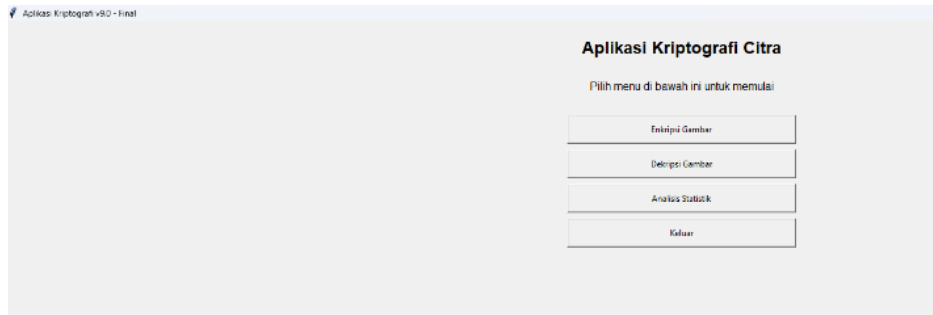 Aplikasi Kriptografi v9.0 - Final
Aplikasi Kriptografi Citra
Pilih menu di bawah ini untuk memulai
Enkripsi Gambar
Dekripsi Gambar
Analisis Statistik
Keluar